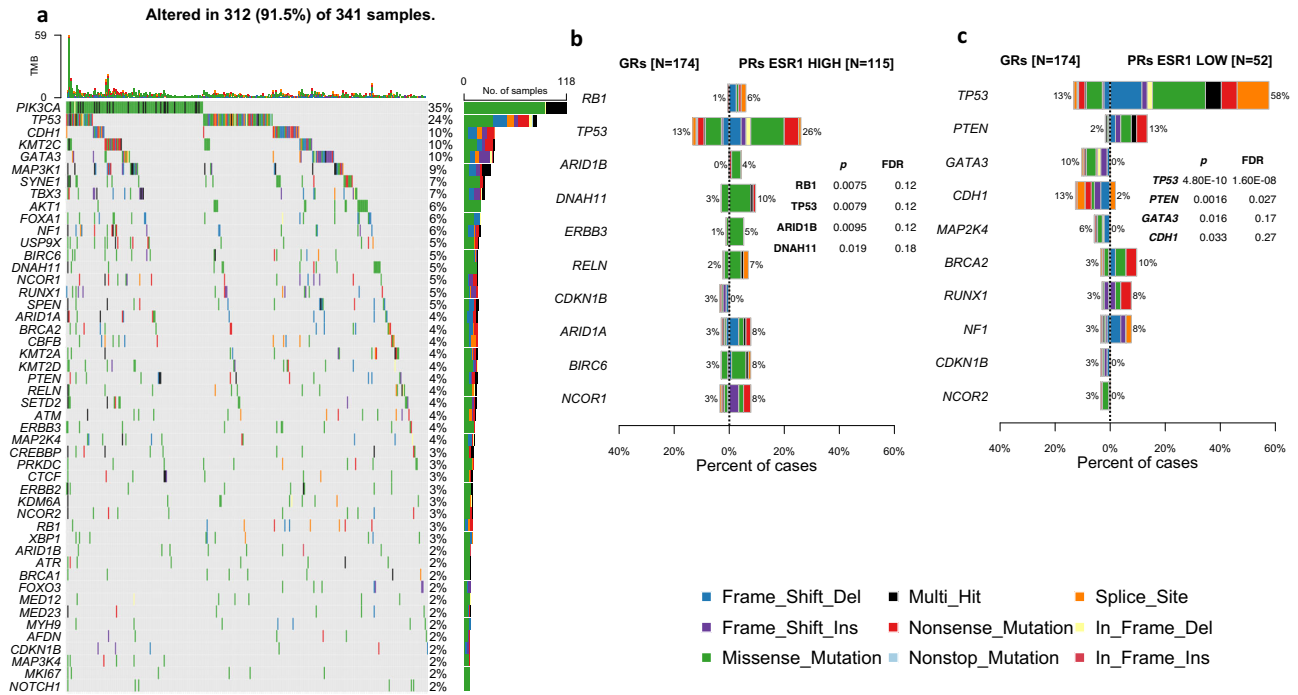 a
Altered in 312 (91.5%) of 341 samples.
59
0
TMB
0 118
No. of samples
PIK3CA 35%
TP53 24%
CDH1 10%
KMT2C 10%
GATA3 10%
MAP3K1 9%
SYNE1 7%
TBX3 7%
AKT1 6%
FOXA1 6%
NF1 6%
USP9X 5%
BIRC6 5%
DNAH11 5%
NCOR1 5%
RUNX1 5%
SPEN 5%
ARID1A 4%
BRCA2 4%
CBFB 4%
KMT2A 4%
KMT2D 4%
PTEN 4%
RELN 4%
SETD2 4%
ATM 4%
ERBB3 4%
MAP2K4 4%
CREBBP 3%
PRKDC 3%
CTCF 3%
ERBB2 3%
KDM6A 3%
NCOR2 3%
RB1 3%
XBP1 3%
ARID1B 2%
ATR 2%
BRCA1 2%
FOXO3 2%
MED12 2%
MED23 2%
MYH9 2%
AFDN 2%
CDKN1B 2%
MAP3K4 2%
MKI67 2%
NOTCH1 2%
b
GRs [N=174] PRs ESR1 HIGH [N=115]
RB1 1% 6%
TP53 13% 26%
ARID1B 0% 4%
DNAH11 3% 10%
ERBB3 1% 5%
RELN 2% 7%
CDKN1B 3% 0%
ARID1A 3% 8%
BIRC6 3% 8%
NCOR1 3% 8%
p FDR
RB1 0.0075 0.12
TP53 0.0079 0.12
ARID1B 0.0095 0.12
DNAH11 0.019 0.18
40% 20% 0% 20% 40% 60%
Percent of cases
c
GRs [N=174] PRs ESR1 LOW [N=52]
TP53 13% 58%
PTEN 2% 13%
GATA3 10% 0%
CDH1 13% 2%
MAP2K4 6% 0%
BRCA2 3% 10%
RUNX1 3% 8%
NF1 3% 8%
CDKN1B 3% 0%
NCOR2 3% 0%
p FDR
TP53 4.80E-10 1.60E-08
PTEN 0.0016 0.027
GATA3 0.016 0.17
CDH1 0.033 0.27
40% 20% 0% 20% 40% 60%
Percent of cases
Frame_Shift_Del Multi_Hit Splice_Site
Frame_Shift_Ins Nonsense_Mutation In_Frame_Del
Missense_Mutation Nonstop_Mutation In_Frame_Ins